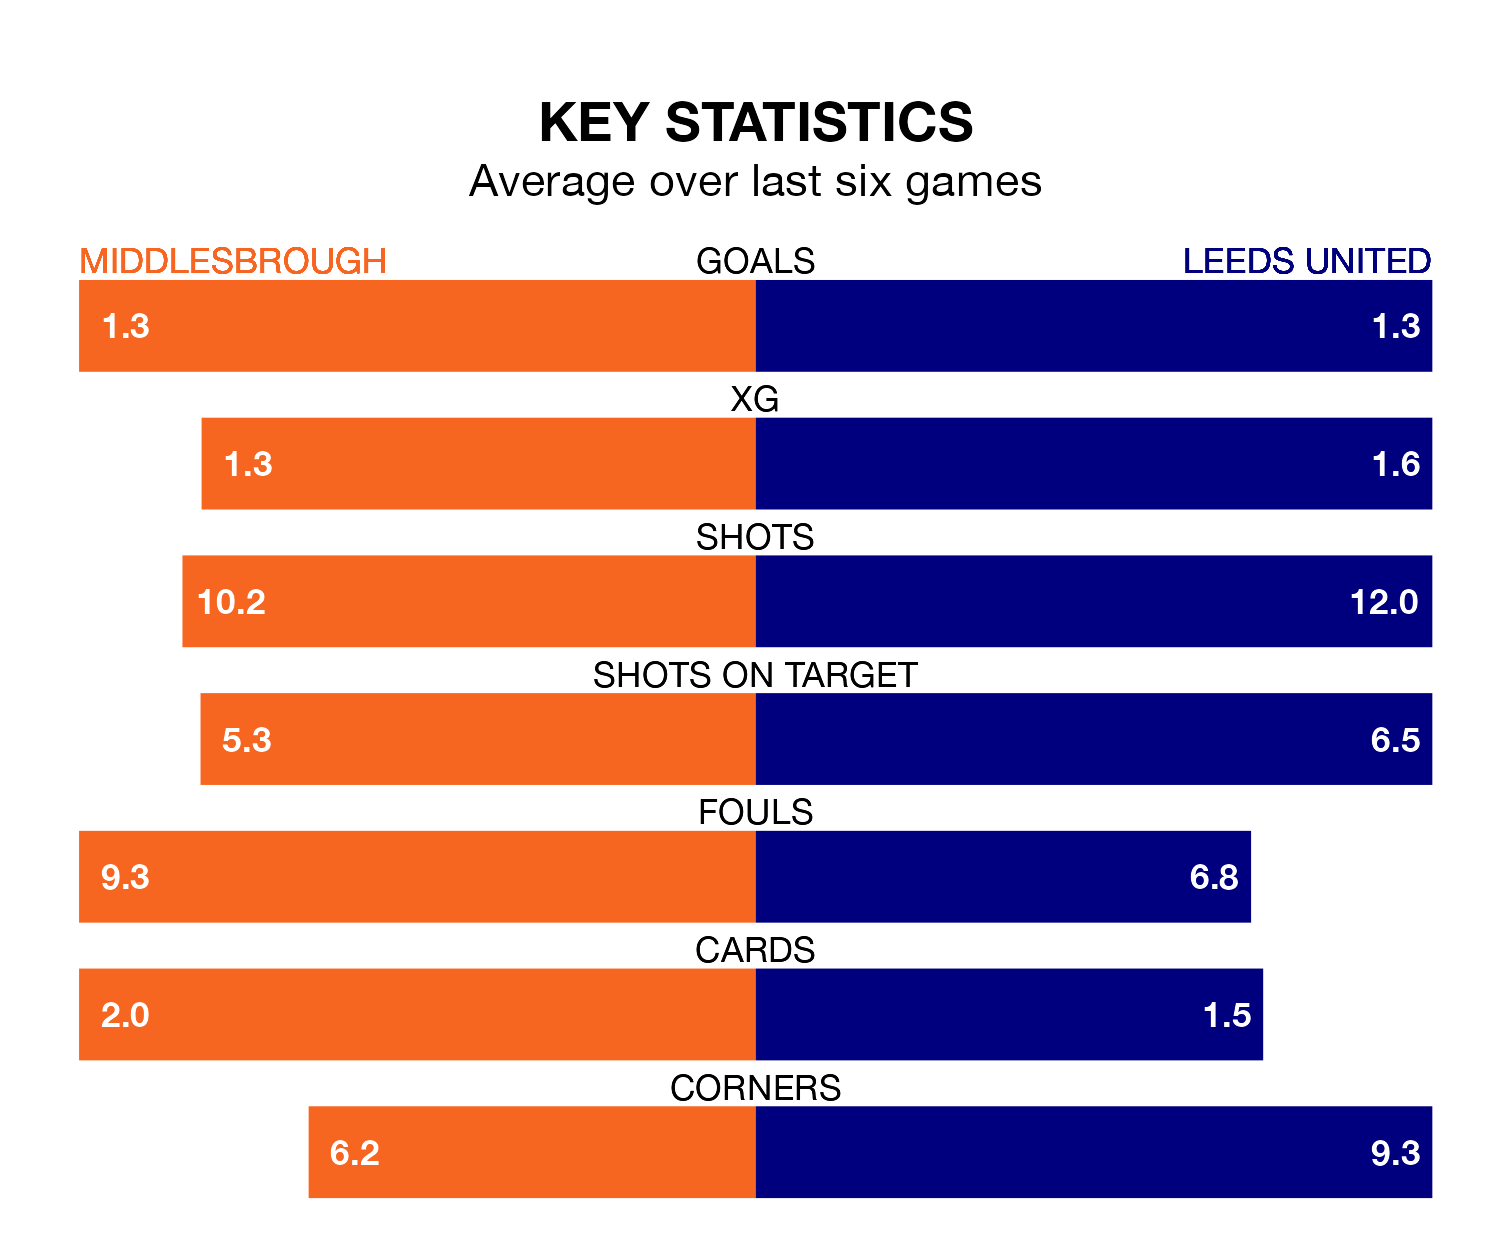 KEY STATISTICS
Average over last six games
MIDDLESBROUGH GOALS LEEDS UNITED
1.3 1.3
XG
1.3 1.6
SHOTS
10.2 12.0
SHOTS ON TARGET
5.3 6.5
FOULS
9.3 6.8
CARDS
2.0 1.5
CORNERS
6.2 9.3